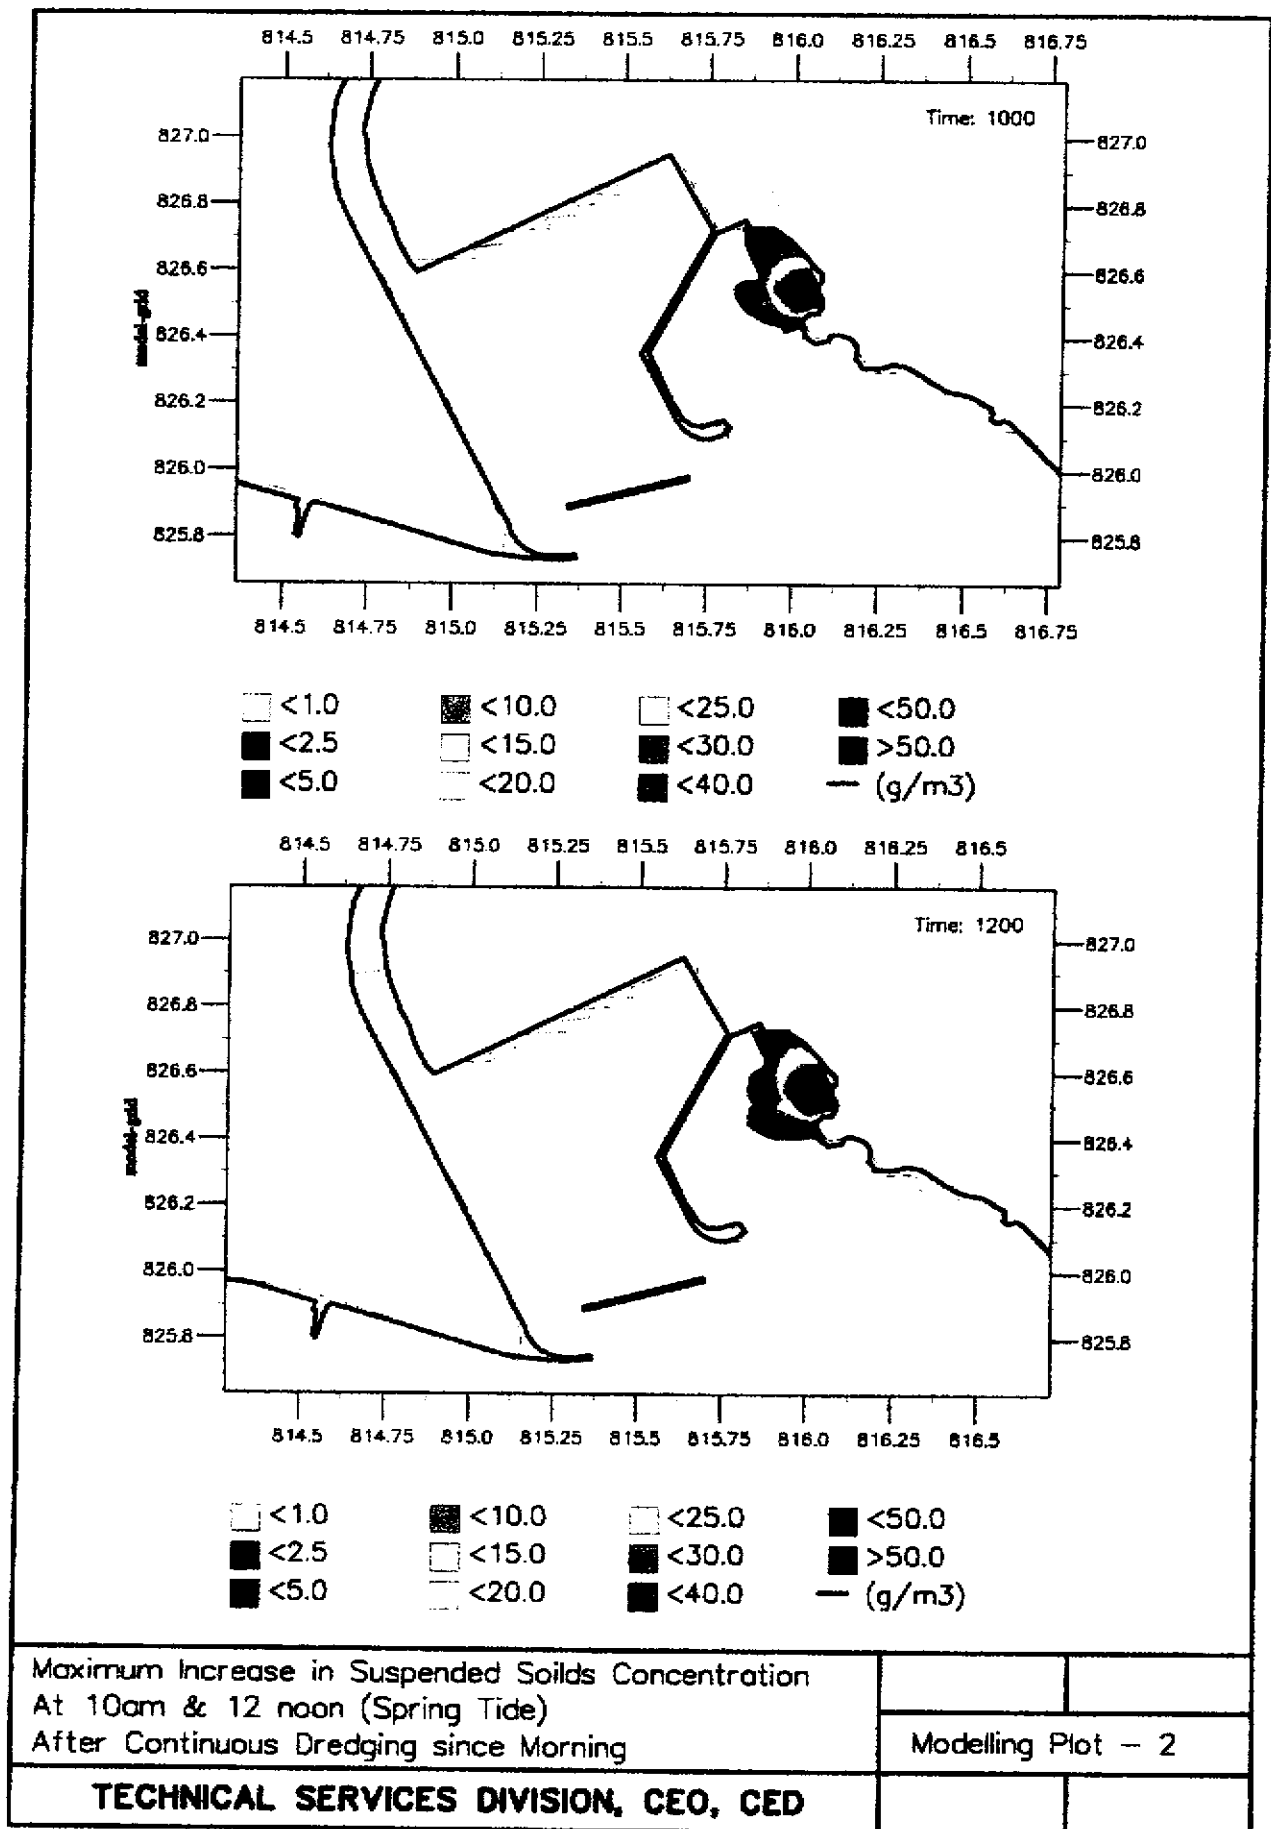 814.5 814.75 815.0 815.25 815.5 815.75 816.0 816.25 816.5 816.75
Time: 1000
827.0 827.0
826.8 826.8
826.6 826.6
model-grid
826.4 826.4
826.2 826.2
826.0 826.0
825.8 825.8
814.5 814.75 815.0 815.25 815.5 815.75 816.0 816.25 816.5 816.75
<1.0 <10.0 <25.0 <50.0
<2.5 <15.0 <30.0 >50.0
<5.0 <20.0 <40.0 (g/m3)
814.5 814.75 815.0 815.25 815.5 815.75 816.0 816.25 816.5
Time: 1200
827.0 827.0
826.8 826.8
826.6 826.6
model-grid
826.4 826.4
826.2 826.2
826.0 826.0
825.8 825.8
814.5 814.75 815.0 815.25 815.5 815.75 816.0 816.25 816.5
<1.0 <10.0 <25.0 <50.0
<2.5 <15.0 <30.0 >50.0
<5.0 <20.0 <40.0 (g/m3)
Maximum Increase in Suspended Soilds Concentration
At 10am & 12 noon (Spring Tide)
After Continuous Dredging since Morning
Modelling Plot - 2
TECHNICAL SERVICES DIVISION, CEO, CED